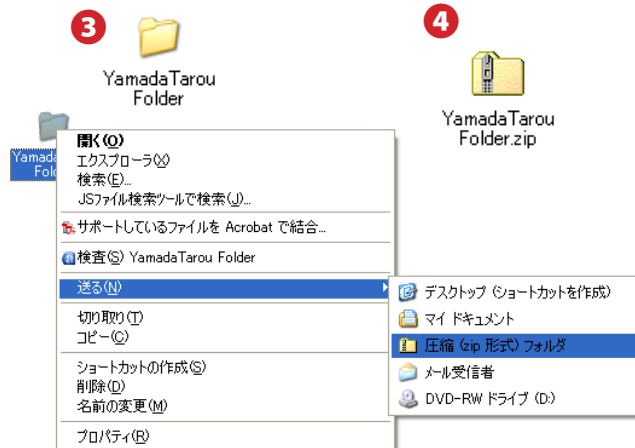 3
YamadaTarou
Folder
4
YamadaTarou
Folder.zip
開く(O)
エクスプローラ(X)
検索(E)...
JSファイル検索ツールで検索(J)...
サポートしているファイルを Acrobat で結合...
検査(S) YamadaTarou Folder
送る(N)
切り取り(T)
コピー(C)
ショートカットの作成(S)
削除(D)
名前の変更(M)
プロパティ(R)
デスクトップ (ショートカットを作成)
マイ ドキュメント
圧縮 (zip 形式) フォルダ
メール受信者
DVD-RW ドライブ (D:)